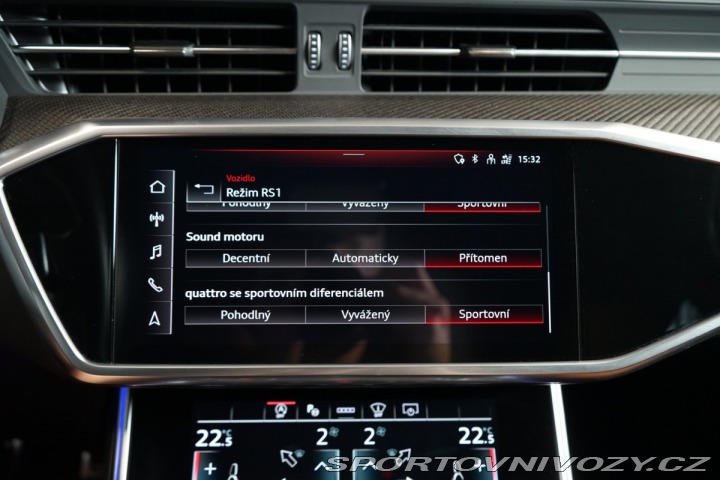 15:32
Vozidlo
Režim RS1
Pohodlný Vyvážený Sportovní
Sound motoru
Decentní Automaticky Přítomen
quattro se sportovním diferenciálem
Pohodlný Vyvážený Sportovní
22.5 °C 2 2 22.5 °C
+ +
SPORTOVNIVOZY.CZ